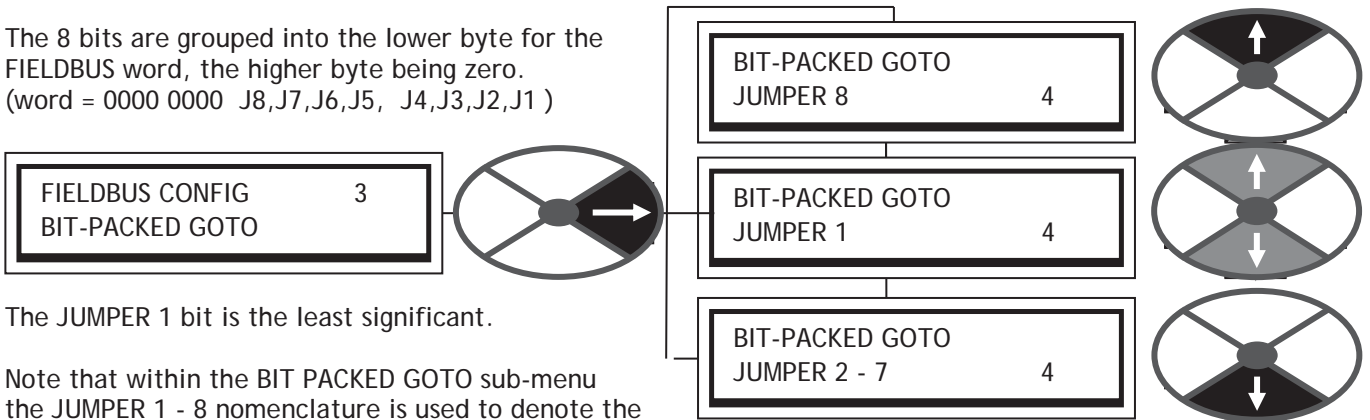 The 8 bits are grouped into the lower byte for the
FIELDBUS word, the higher byte being zero.
(word = 0000 0000  J8,J7,J6,J5,  J4,J3,J2,J1 )
FIELDBUS CONFIG 3
BIT-PACKED GOTO
BIT-PACKED GOTO
JUMPER 8 4
BIT-PACKED GOTO
JUMPER 1 4
BIT-PACKED GOTO
JUMPER 2 - 7 4
The JUMPER 1 bit is the least significant.
Note that within the BIT PACKED GOTO sub-menu
the JUMPER 1 - 8 nomenclature is used to denote the